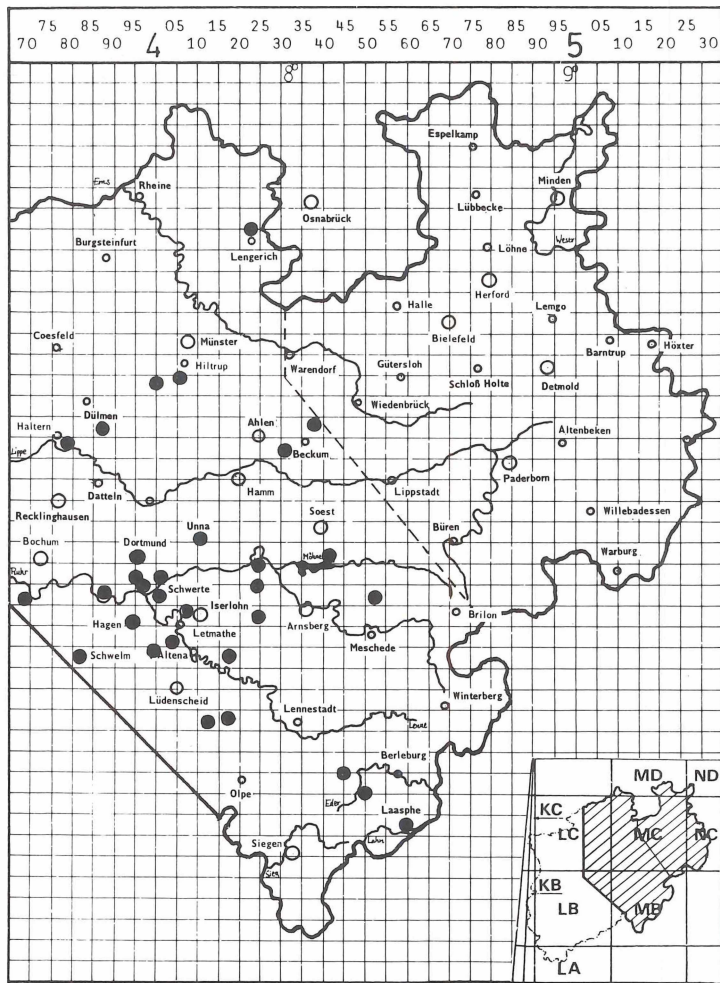 05 15 25 35 45 55 65 75 85 95 05 15 25
70 80 90 4 10 20 30 40 50 60 70 80 90 5 10 20 30
8° 9°
Espelkamp
Ems Rheine
Minden
Osnabrück
Lübbecke
Weser
Burgsteinfurt
Lengerich
Löhne
Herford
Halle
Lemgo
Bielefeld
Coesfeld
Münster
Barntrup
Höxter
Hiltrup
Warendorf
Gütersloh
Schloß Holte
Detmold
Dülmen
Wiedenbrück
Haltern
Ahlen
Altenbeken
Beckum
Lippe
Paderborn
Datteln
Hamm
Lippstadt
Recklinghausen
Soest
Willebadessen
Unna
Büren
Bochum
Dortmund
Möhne
Warburg
Ruhr
Schwerte
Iserlohn
Arnsberg
Brilon
Hagen
Letmathe
Meschede
Schwelm
Altena
Lüdenscheid
Winterberg
Lennestadt
Lenne
Berleburg
Olpe
Eder
Laasphe
Siegen
Lahn
Sieg
MD ND
KC
LC MC NC
KB
LB MB
LA